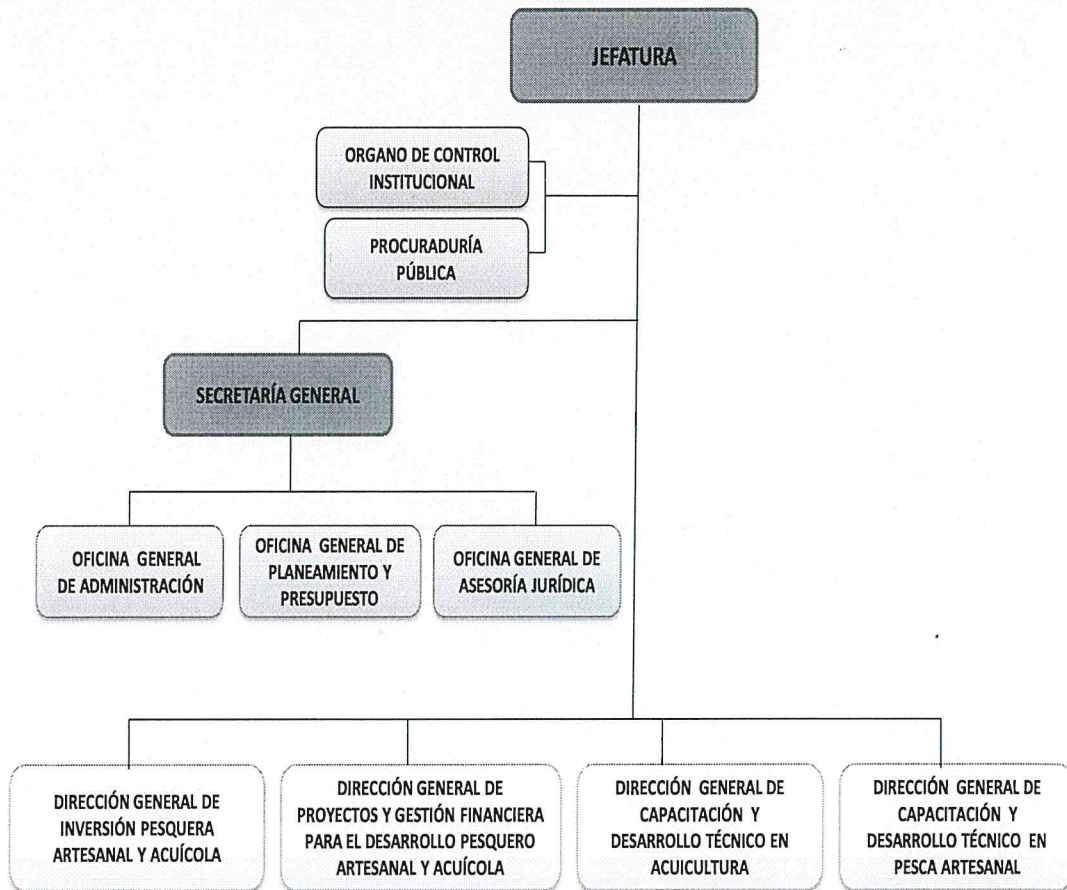 JEFATURA
ORGANO DE CONTROL
INSTITUCIONAL
PROCURADURÍA
PÚBLICA
SECRETARÍA GENERAL
OFICINA GENERAL
DE ADMINISTRACIÓN
OFICINA GENERAL DE
PLANEAMIENTO Y
PRESUPUESTO
OFICINA GENERAL DE
ASESORÍA JURÍDICA
DIRECCIÓN GENERAL DE
INVERSIÓN PESQUERA
ARTESANAL Y ACUÍCOLA
DIRECCIÓN GENERAL DE
PROYECTOS Y GESTIÓN FINANCIERA
PARA EL DESARROLLO PESQUERO
ARTESANAL Y ACUÍCOLA
DIRECCIÓN GENERAL DE
CAPACITACIÓN Y
DESARROLLO TÉCNICO EN
ACUICULTURA
DIRECCIÓN GENERAL DE
CAPACITACIÓN Y
DESARROLLO TÉCNICO EN
PESCA ARTESANAL